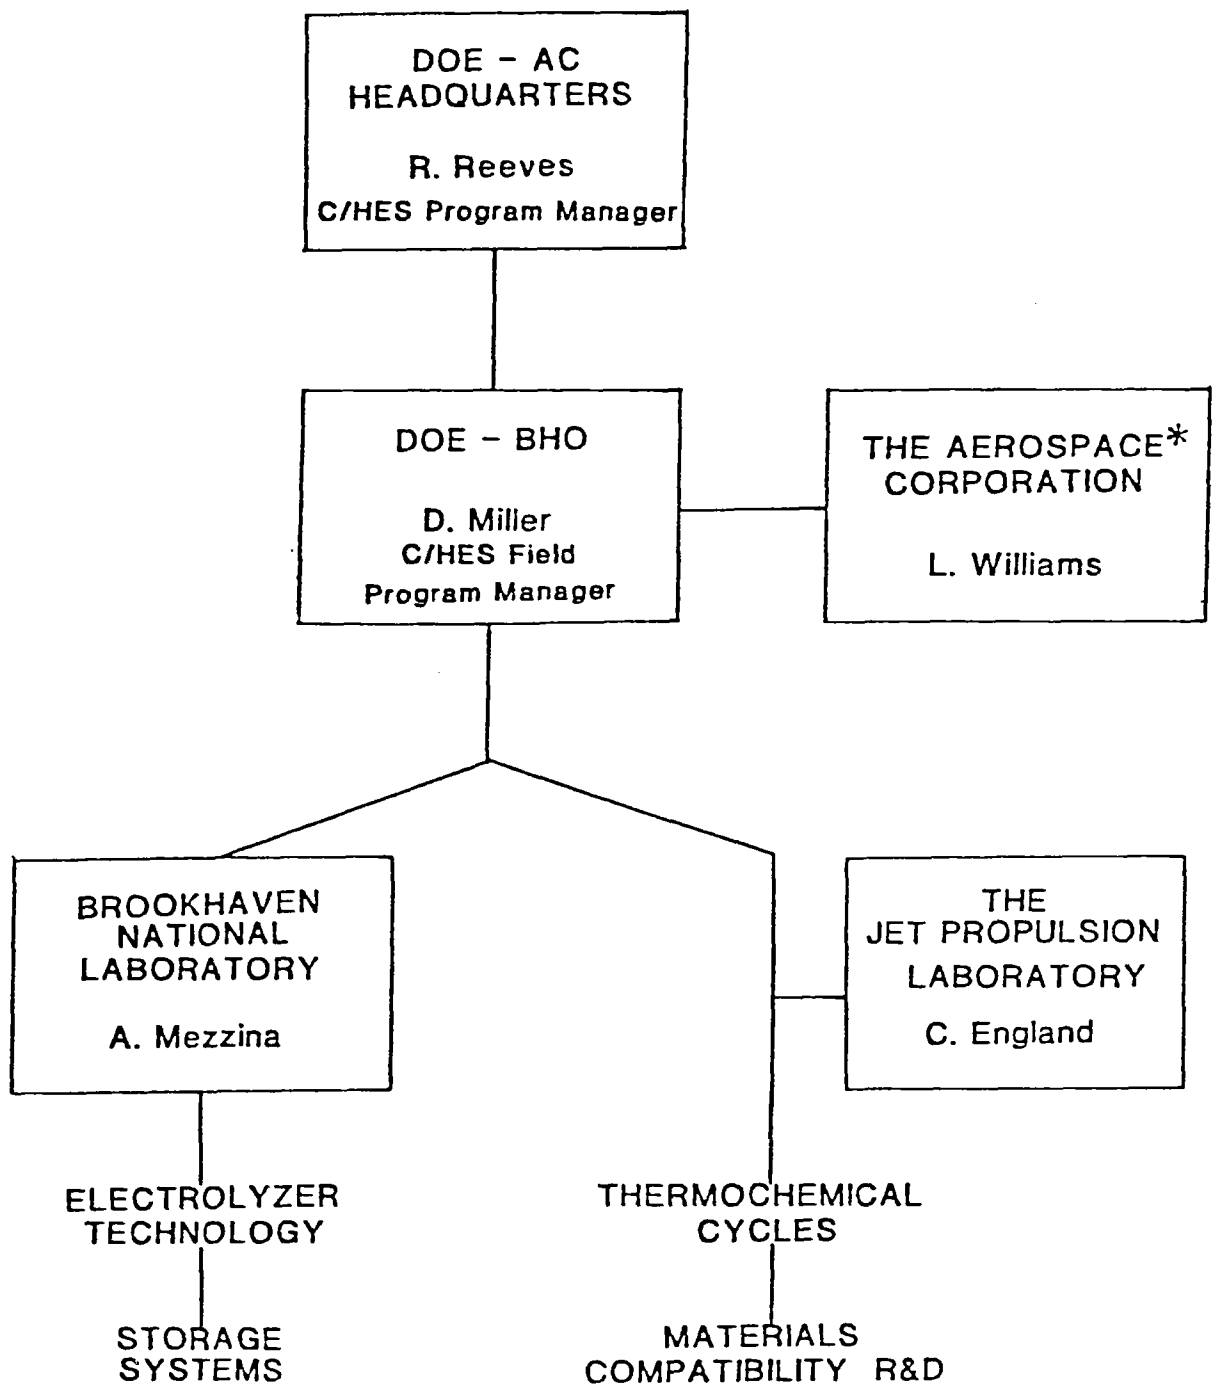 DOE - AC
HEADQUARTERS
R. Reeves
C/HES Program Manager
DOE - BHO
D. Miller
C/HES Field
Program Manager
THE AEROSPACE*
CORPORATION
L. Williams
BROOKHAVEN
NATIONAL
LABORATORY
A. Mezzina
THE
JET PROPULSION
LABORATORY
C. England
ELECTROLYZER
TECHNOLOGY
STORAGE
SYSTEMS
THERMOCHEMICAL
CYCLES
MATERIALS
COMPATIBILITY R&D